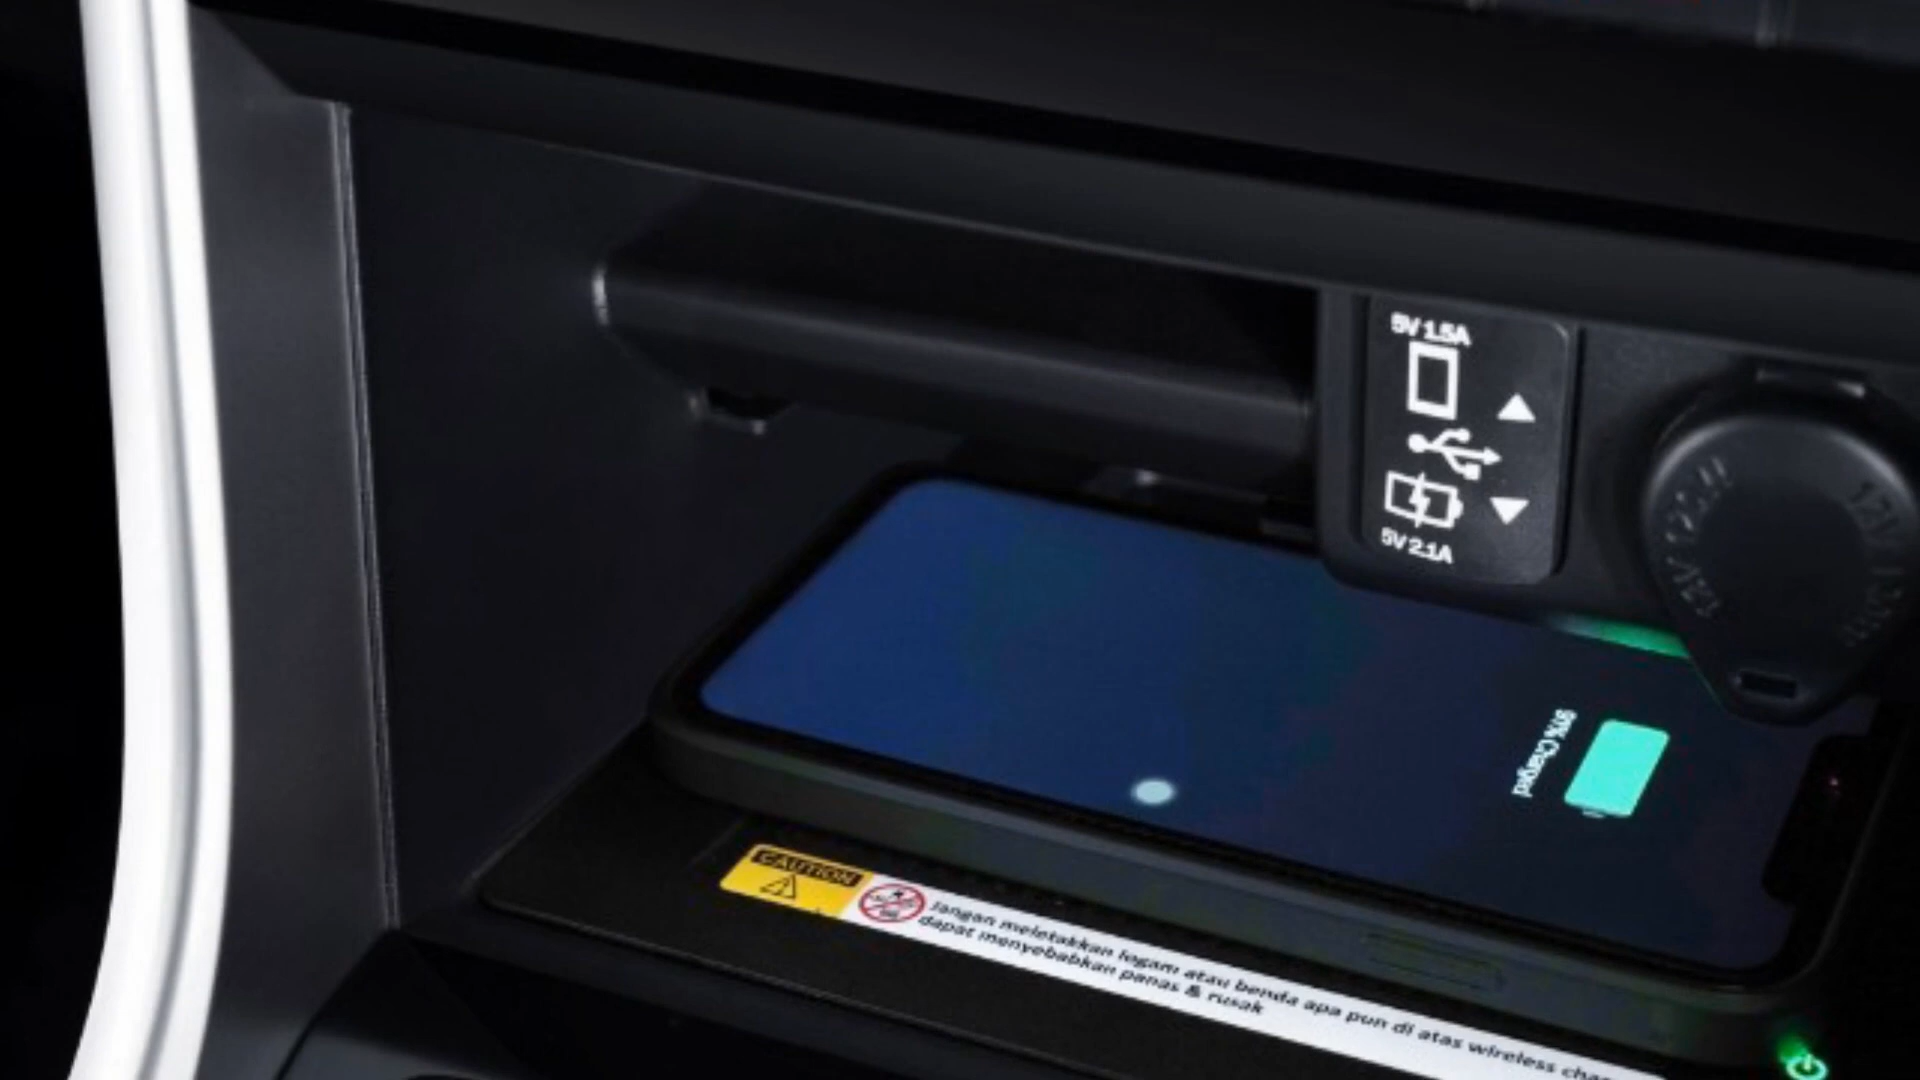 5V 1.5A
5V 2.1A
91% Charged
CAUTION
Jangan meletakkan logam atau benda apa pun di atas wireless
dapat menyebabkan panas & rusak